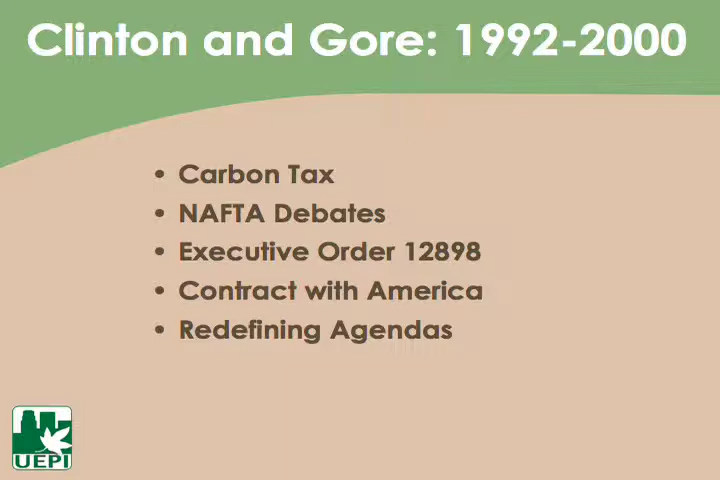 Clinton and Gore: 1992-2000
• Carbon Tax
• NAFTA Debates
• Executive Order 12898
• Contract with America
• Redefining Agendas
UEPI